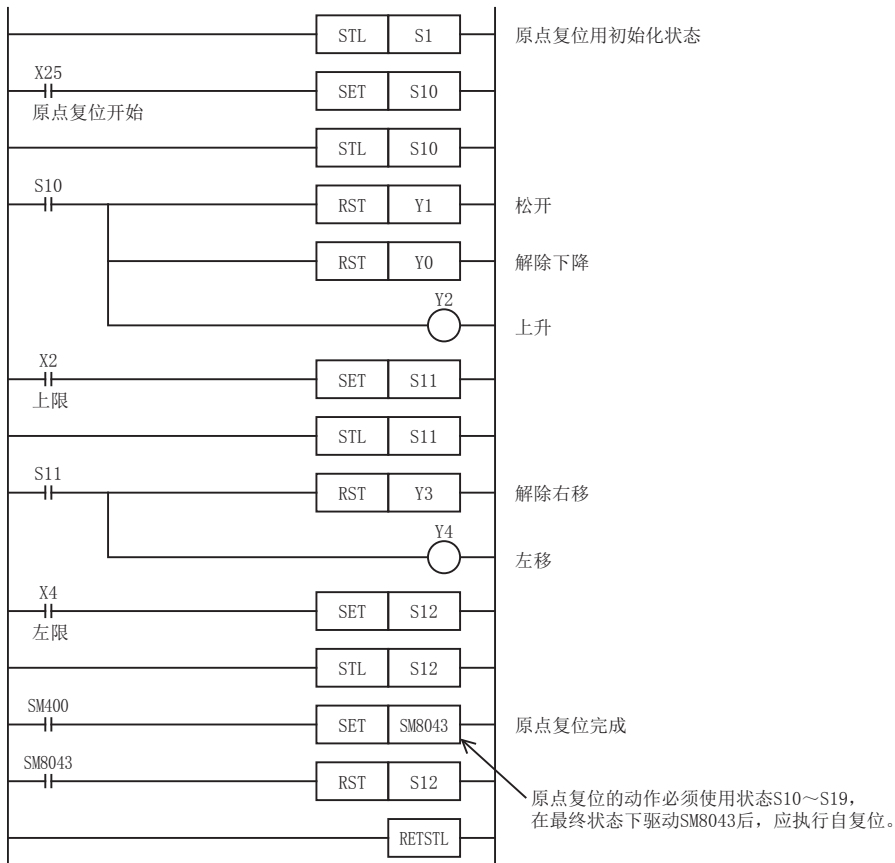 STL S1 原点复位用初始化状态
X25
SET S10
原点复位开始
STL S10
S10
RST Y1 松开
RST Y0 解除下降
Y2
上升
X2
SET S11
上限
STL S11
S11
RST Y3 解除右移
Y4
左移
X4
SET S12
左限
STL S12
SM400
SET SM8043 原点复位完成
SM8043
RST S12
原点复位的动作必须使用状态S10～S19，
在最终状态下驱动SM8043后，应执行自复位。
RETSTL